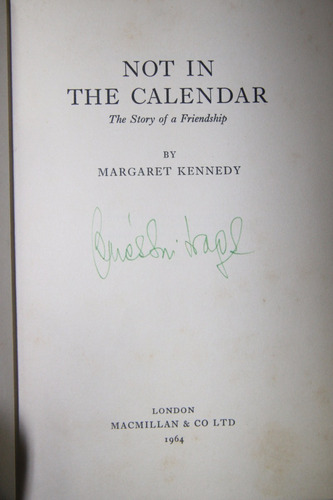 NOT IN
THE CALENDAR
The Story of a Friendship
BY
MARGARET KENNEDY
LONDON
MACMILLAN & CO LTD
1964